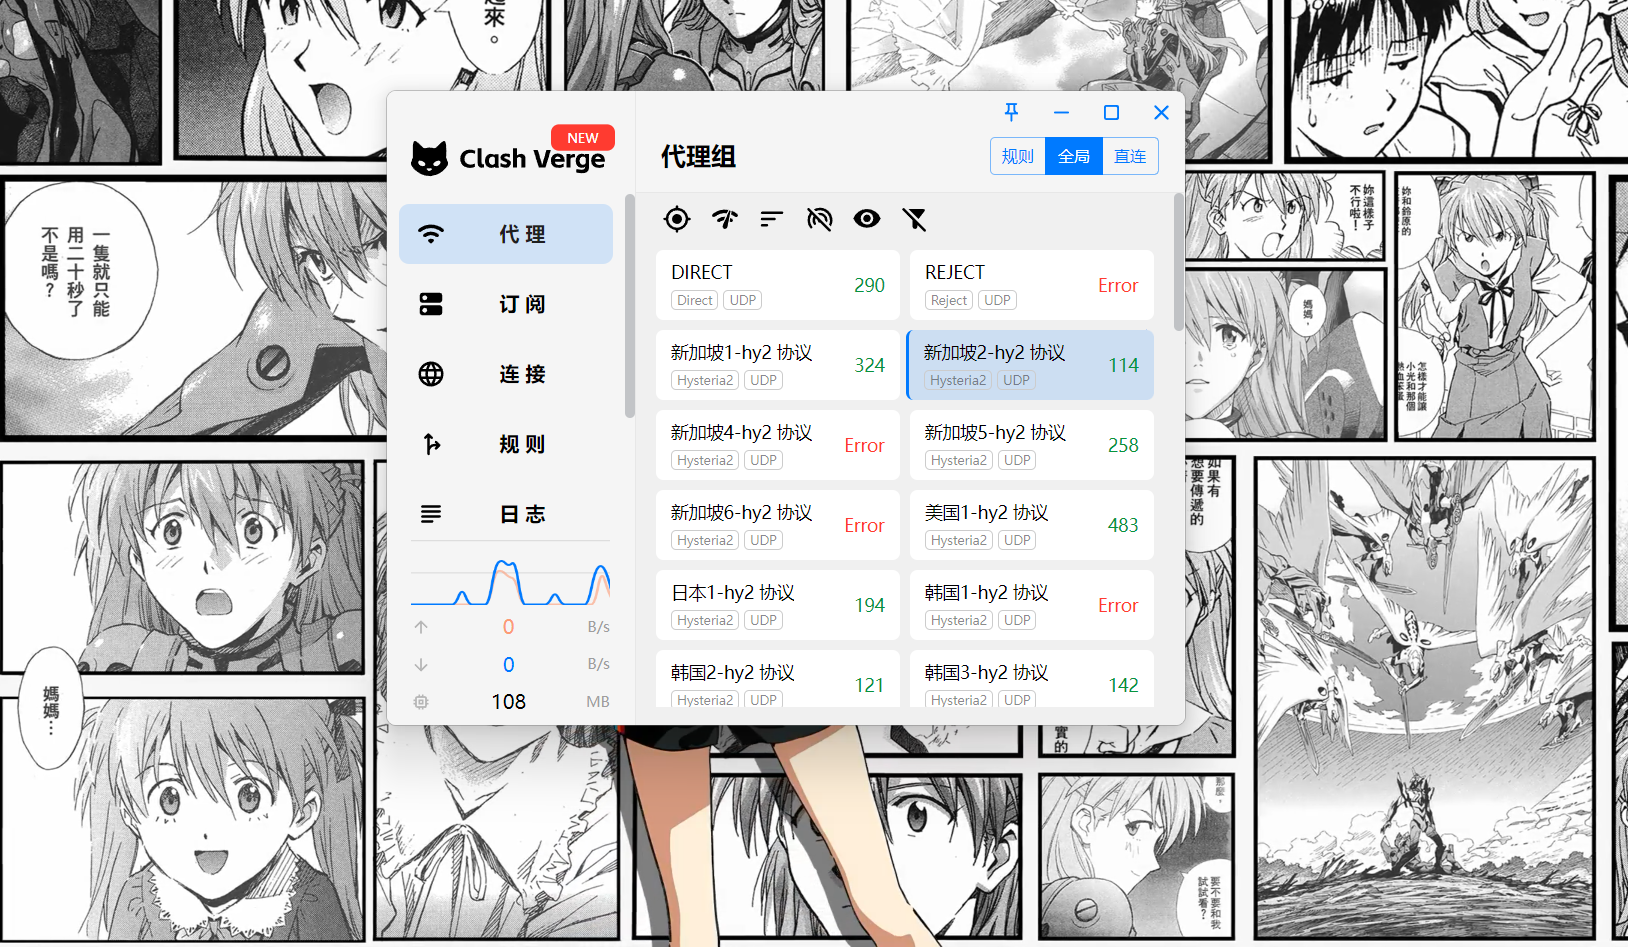 起來。
一隻就只能
用二十秒了
不是嗎？
媽媽…
NEW
Clash Verge
代 理
订 阅
连 接
规 则
日 志
0 B/s
0 B/s
108 MB
代理组
规则 全局 直连
DIRECT
Direct UDP
290
REJECT
Reject UDP
Error
新加坡1-hy2 协议
Hysteria2 UDP
324
新加坡2-hy2 协议
Hysteria2 UDP
114
新加坡4-hy2 协议
Hysteria2 UDP
Error
新加坡5-hy2 协议
Hysteria2 UDP
258
新加坡6-hy2 协议
Hysteria2 UDP
Error
美国1-hy2 协议
Hysteria2 UDP
483
日本1-hy2 协议
Hysteria2 UDP
194
韩国1-hy2 协议
Hysteria2 UDP
Error
韩国2-hy2 协议
Hysteria2 UDP
121
韩国3-hy2 协议
Hysteria2 UDP
142
妳這樣子
不行啦！
妳和鈴原的
媽媽，
怎樣才能讓
小光和那個
如果有
想要傳遞的
實的
那麼，
要不要和我
試試看？